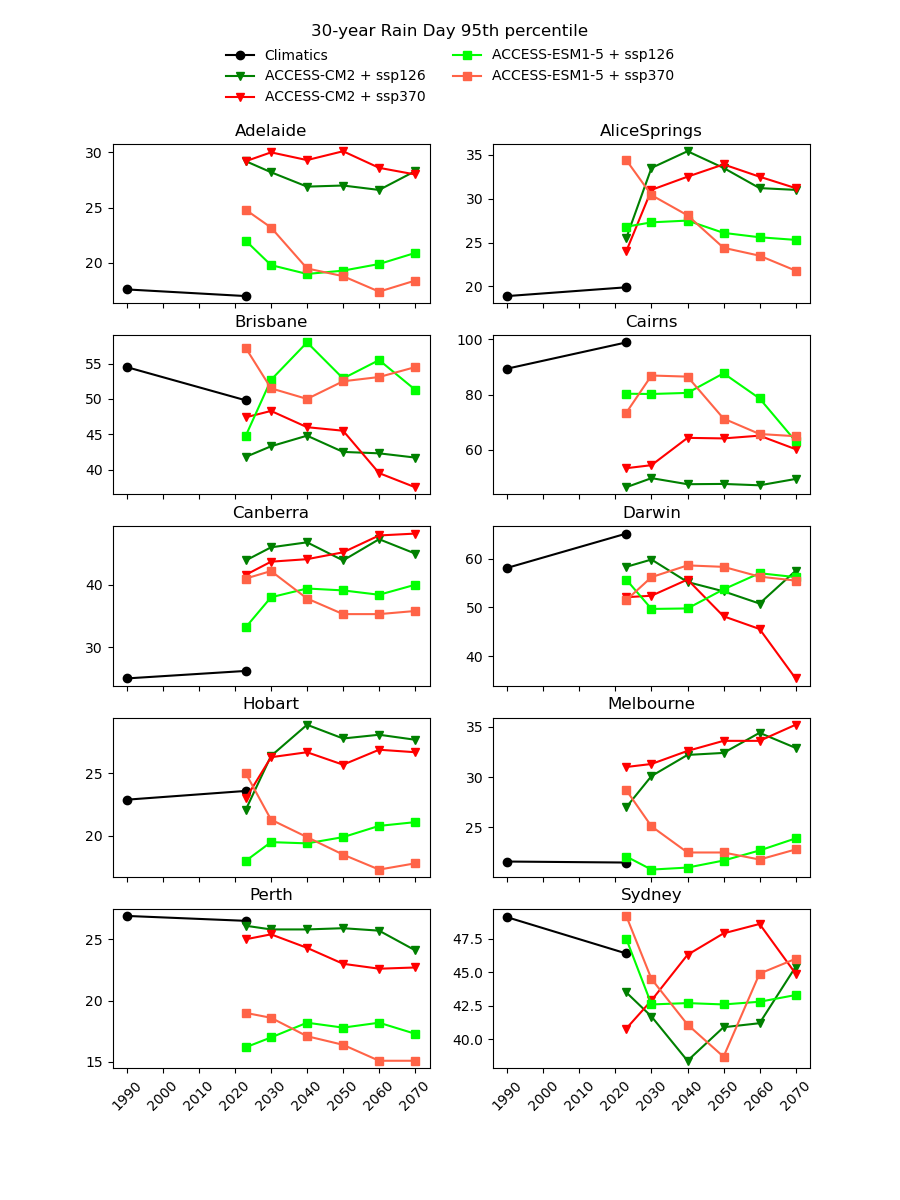 30-year Rain Day 95th percentile
Climatics
ACCESS-CM2 + ssp126
ACCESS-CM2 + ssp370
ACCESS-ESM1-5 + ssp126
ACCESS-ESM1-5 + ssp370
Adelaide
30
25
20
AliceSprings
35
30
25
20
Brisbane
55
50
45
40
Cairns
100
80
60
Canberra
40
30
Darwin
60
50
40
Hobart
25
20
Melbourne
35
30
25
Perth
25
20
15
1990 2000 2010 2020 2030 2040 2050 2060 2070
Sydney
47.5
45.0
42.5
40.0
1990 2000 2010 2020 2030 2040 2050 2060 2070